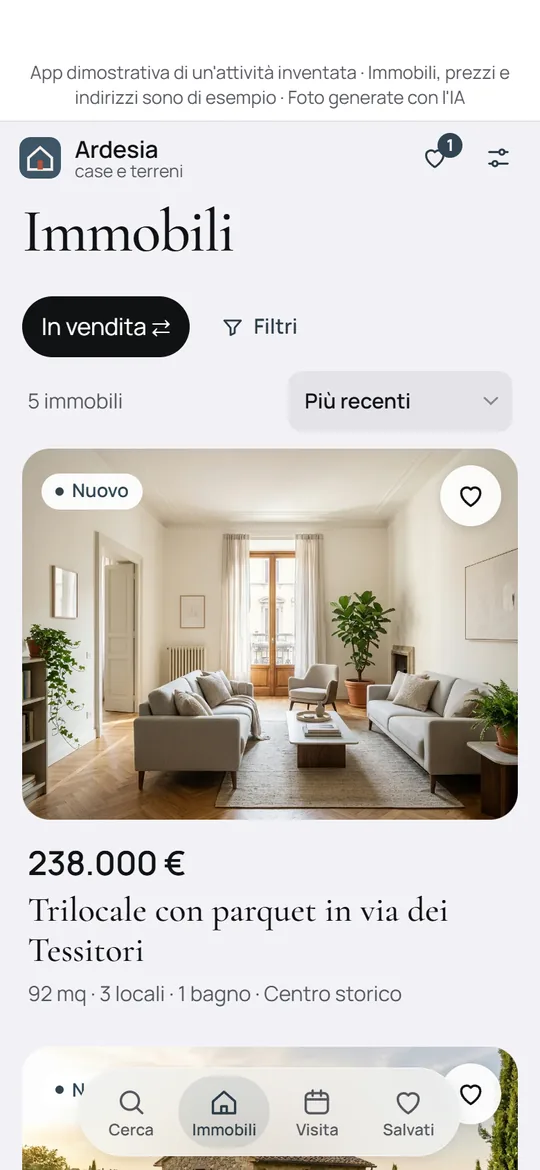 App dimostrativa di un'attività inventata · Immobili, prezzi e
indirizzi sono di esempio · Foto generate con l'IA
Ardesia
case e terreni
1
Immobili
In vendita
Filtri
5 immobili
Più recenti
Nuovo
238.000 €
Trilocale con parquet in via dei
Tessitori
92 mq · 3 locali · 1 bagno · Centro storico
Cerca
Immobili
Visita
Salvati